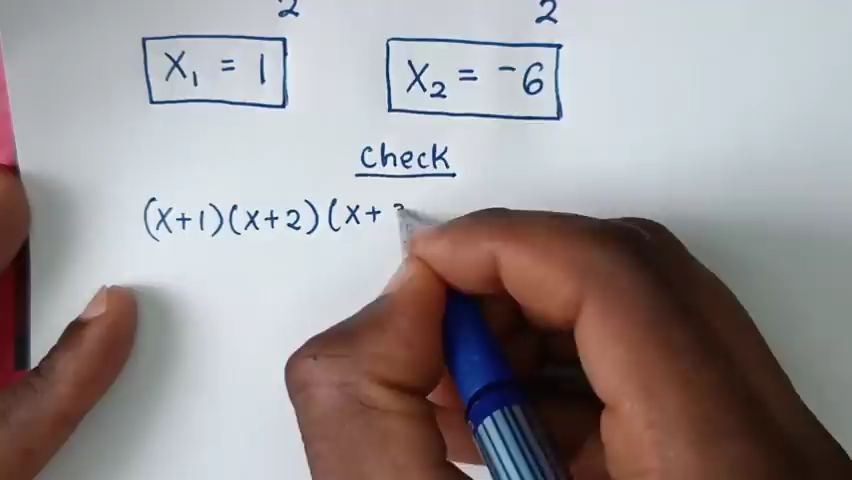 2 2
X₁ = 1 X₂ = -6
Check
(x+1)(x+2)(x+